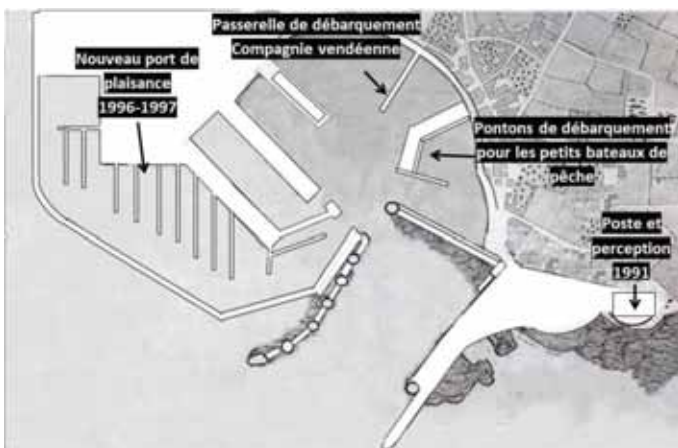 Passerelle de débarquement
Compagnie vendéenne
Nouveau port de
plaisance
1996-1997
Pontons de débarquement
pour les petits bateaux de
pêche
Poste et
perception
1991